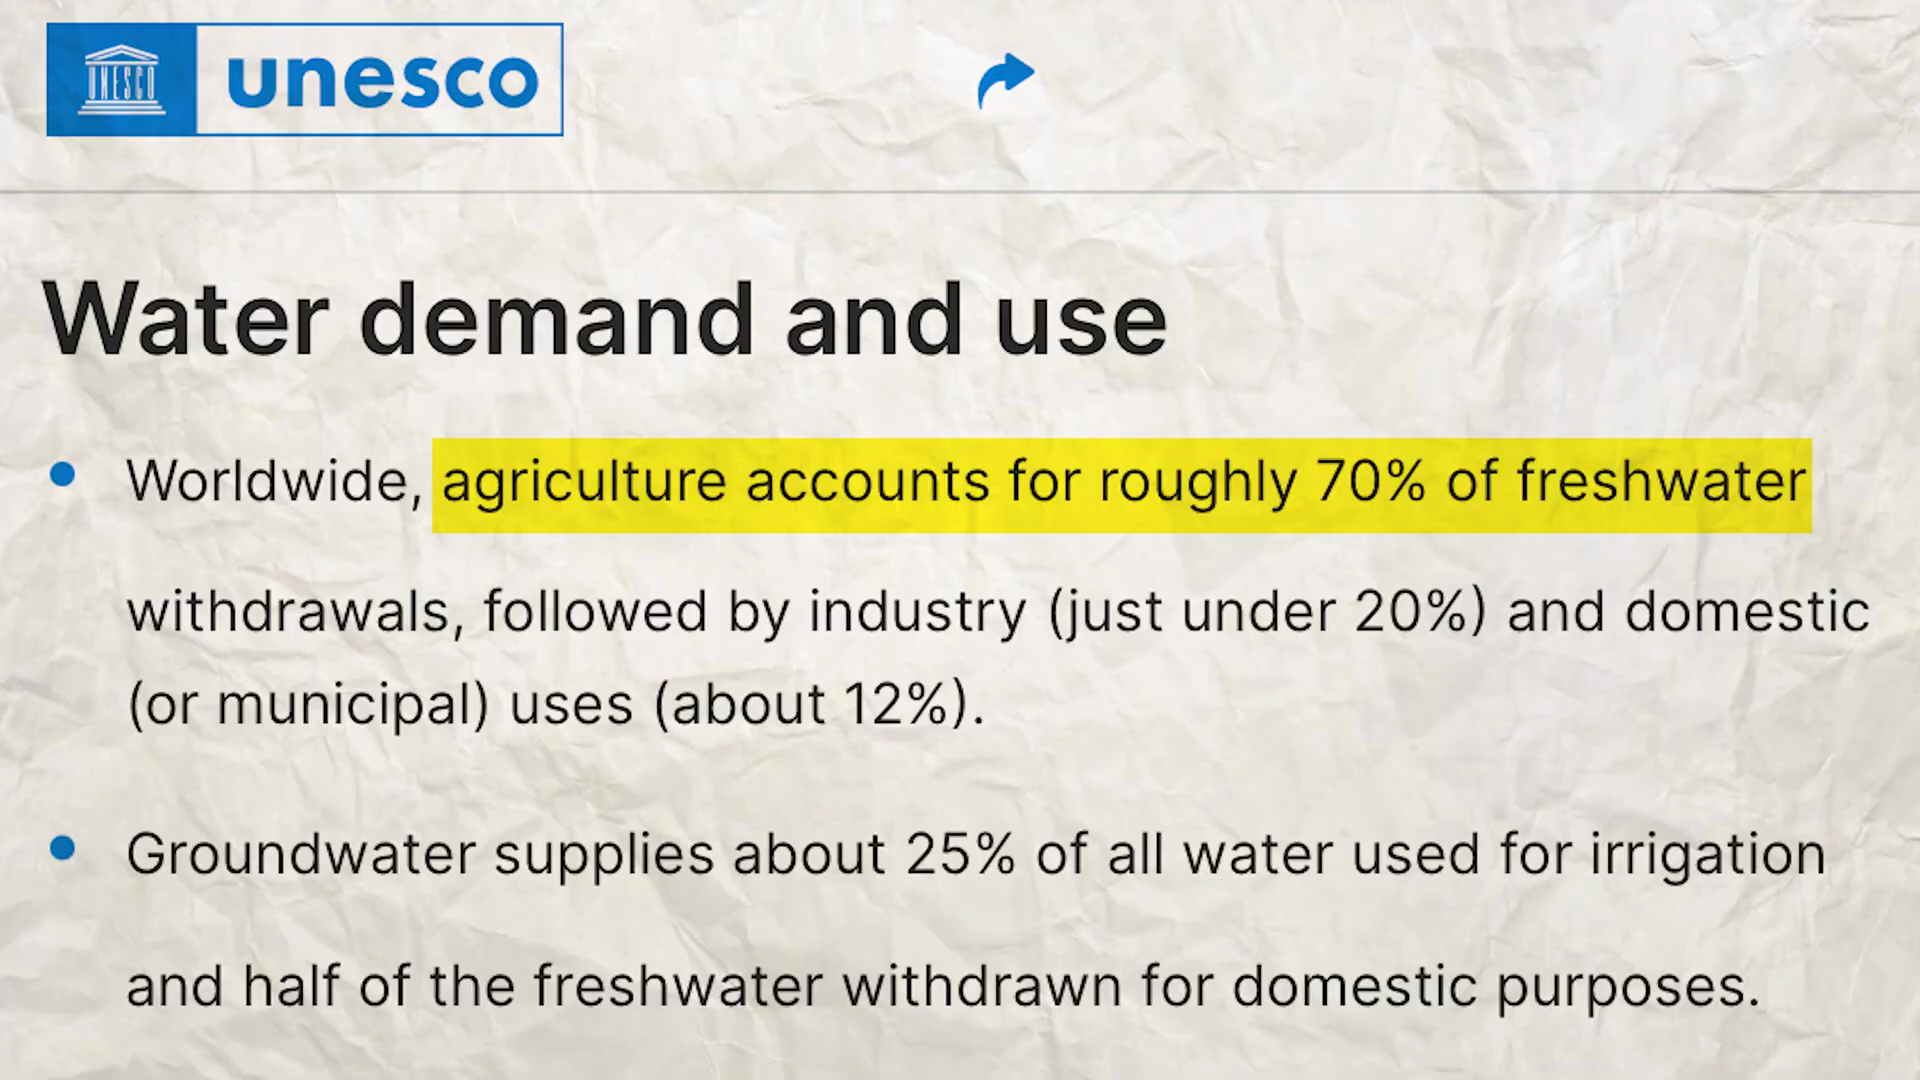 UNESCO
unesco
Water demand and use
Worldwide, agriculture accounts for roughly 70% of freshwater
withdrawals, followed by industry (just under 20%) and domestic
(or municipal) uses (about 12%).
Groundwater supplies about 25% of all water used for irrigation
and half of the freshwater withdrawn for domestic purposes.